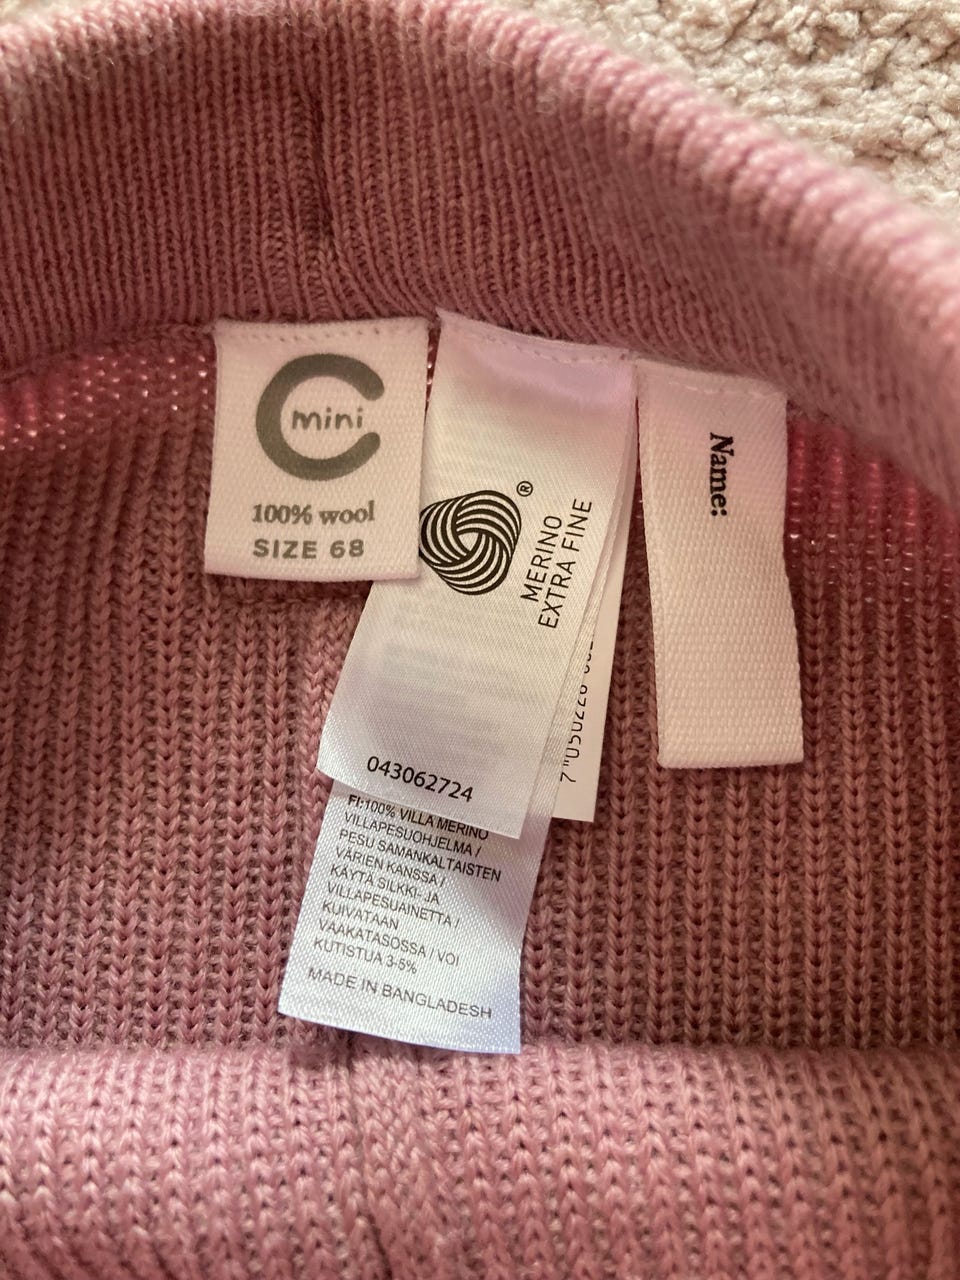 mini
100% wool
SIZE 68
®
MERINO
EXTRA FINE
043062724
FI:100% VILLA MERINO
VILLAPESUOHJELMA /
PESU SAMANKALTAISTEN
VÄRIEN KANSSA /
KÄYTÄ SILKKI- JA
VILLAPESUAINETTA /
KUIVATAAN
VAAKATASOSSA / VOI
KUTISTUA 3-5%
MADE IN BANGLADESH
Name: